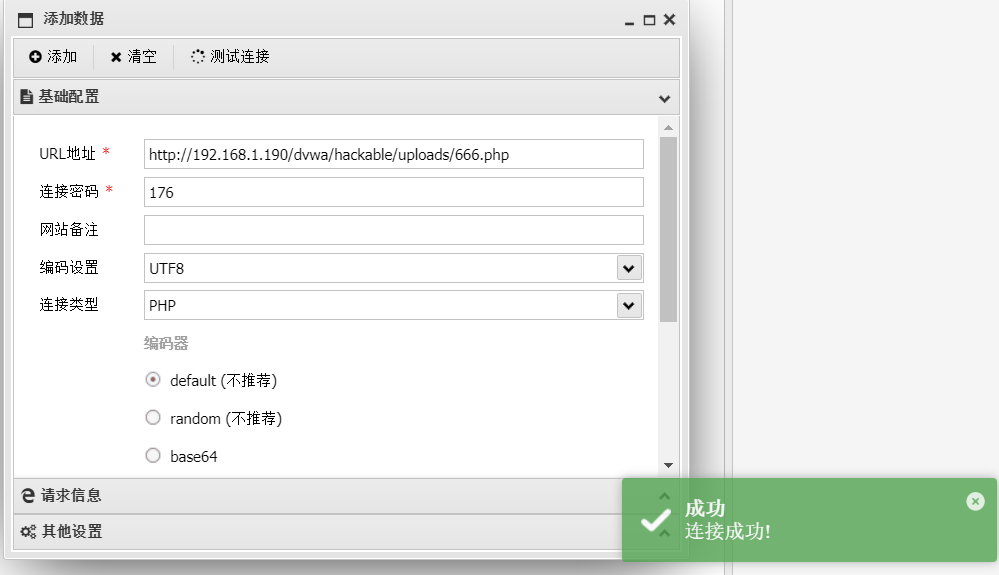 添加数据
添加 清空 测试连接
基础配置
URL地址 * http://192.168.1.190/dvwa/hackable/uploads/666.php
连接密码 * 176
网站备注
编码设置 UTF8
连接类型 PHP
编码器
default (不推荐)
random (不推荐)
base64
请求信息
其他设置
成功
连接成功!